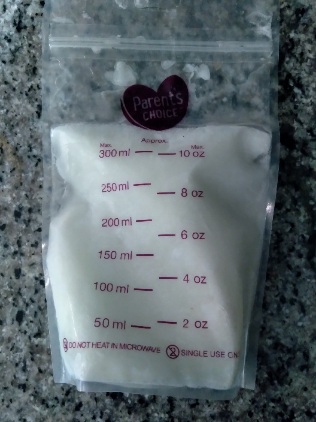 Parent's
CHOICE
Approx.
Max. Max.
300 ml 10 oz
250 ml 8 oz
200 ml
6 oz
150 ml
4 oz
100 ml
50 ml 2 oz
DO NOT HEAT IN MICROWAVE SINGLE USE ON